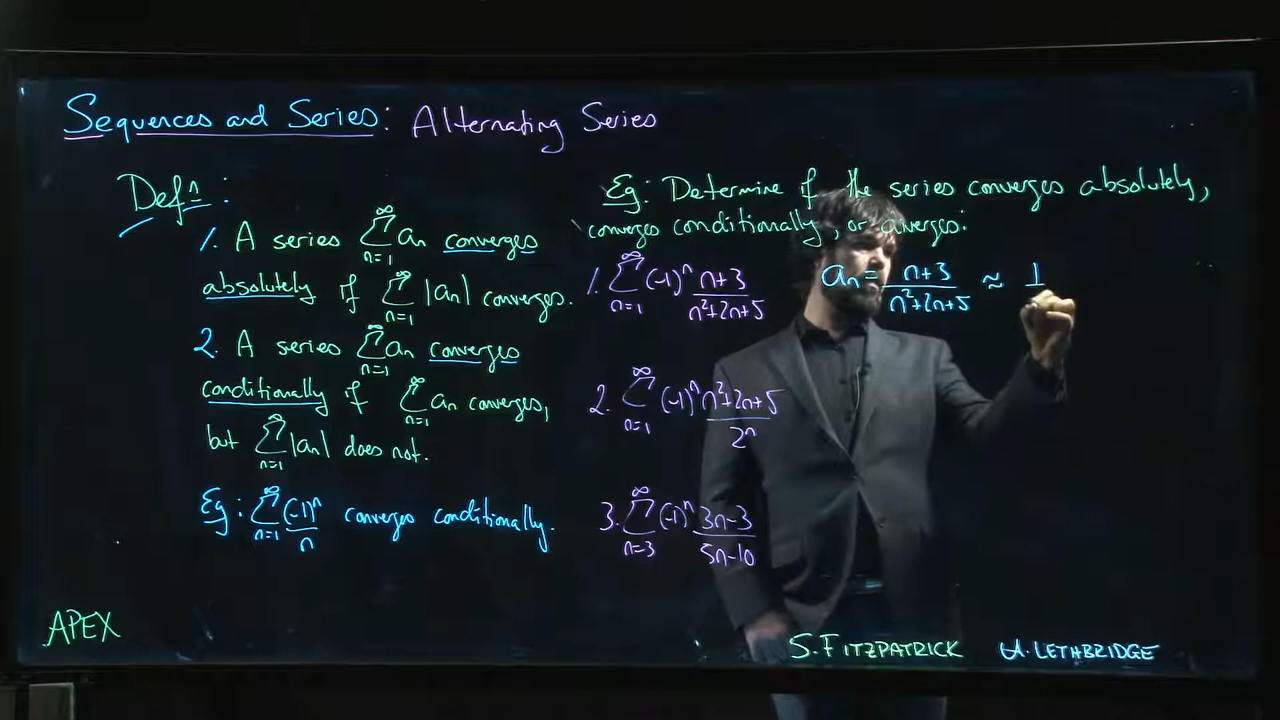 Sequences and Series: Alternating Series
Defⁿ:
1. A series ∑_{n=1}^{∞} aₙ converges
absolutely if ∑_{n=1}^{∞} |aₙ| converges.
2. A series ∑_{n=1}^{∞} aₙ converges
conditionally if ∑_{n=1}^{∞} aₙ converges,
but ∑_{n=1}^{∞} |aₙ| does not.
Eg: ∑_{n=1}^{∞} (-1)ⁿ/n converges conditionally.
Eg: Determine if the series converges absolutely,
converges conditionally, or diverges:
1. ∑_{n=1}^{∞} (-1)ⁿ (n+3)/(n²+2n+5)
aₙ = (n+3)/(n²+2n+5) ≈ 1
2. ∑_{n=1}^{∞} (-1)ⁿ (n²+2n+5)/2ⁿ
3. ∑_{n=3}^{∞} (-1)ⁿ (3n-3)/(5n-10)
APEX
S. FITZPATRICK
U. LETHBRIDGE